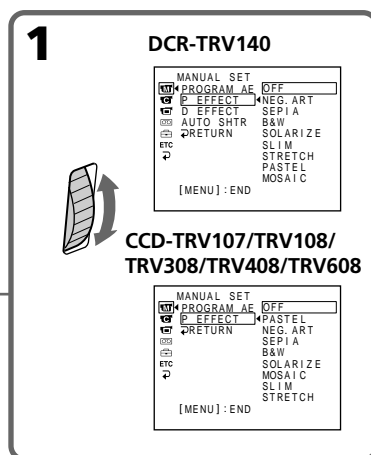 1
DCR-TRV140
MANUAL SET
PROGRAM AE OFF
P EFFECT NEG. ART
D EFFECT SEPIA
AUTO SHTR B&W
RETURN SOLARIZE
ETC SLIM
STRETCH
PASTEL
MOSAIC
[MENU] : END
CCD-TRV107/TRV108/
TRV308/TRV408/TRV608
MANUAL SET
PROGRAM AE OFF
P EFFECT PASTEL
RETURN NEG. ART
SEPIA
B&W
ETC SOLARIZE
MOSAIC
SLIM
STRETCH
[MENU] : END